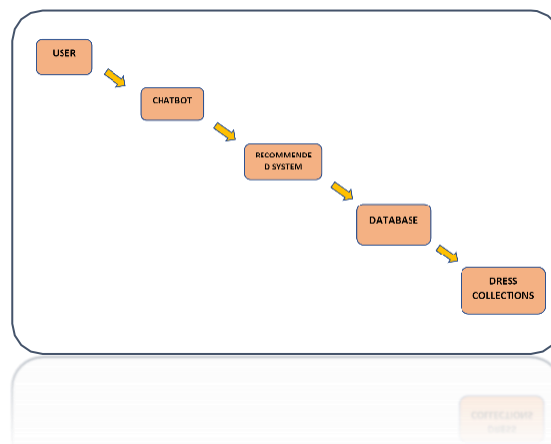 USER
CHATBOT
RECOMMENDE
D SYSTEM
DATABASE
DRESS
COLLECTIONS